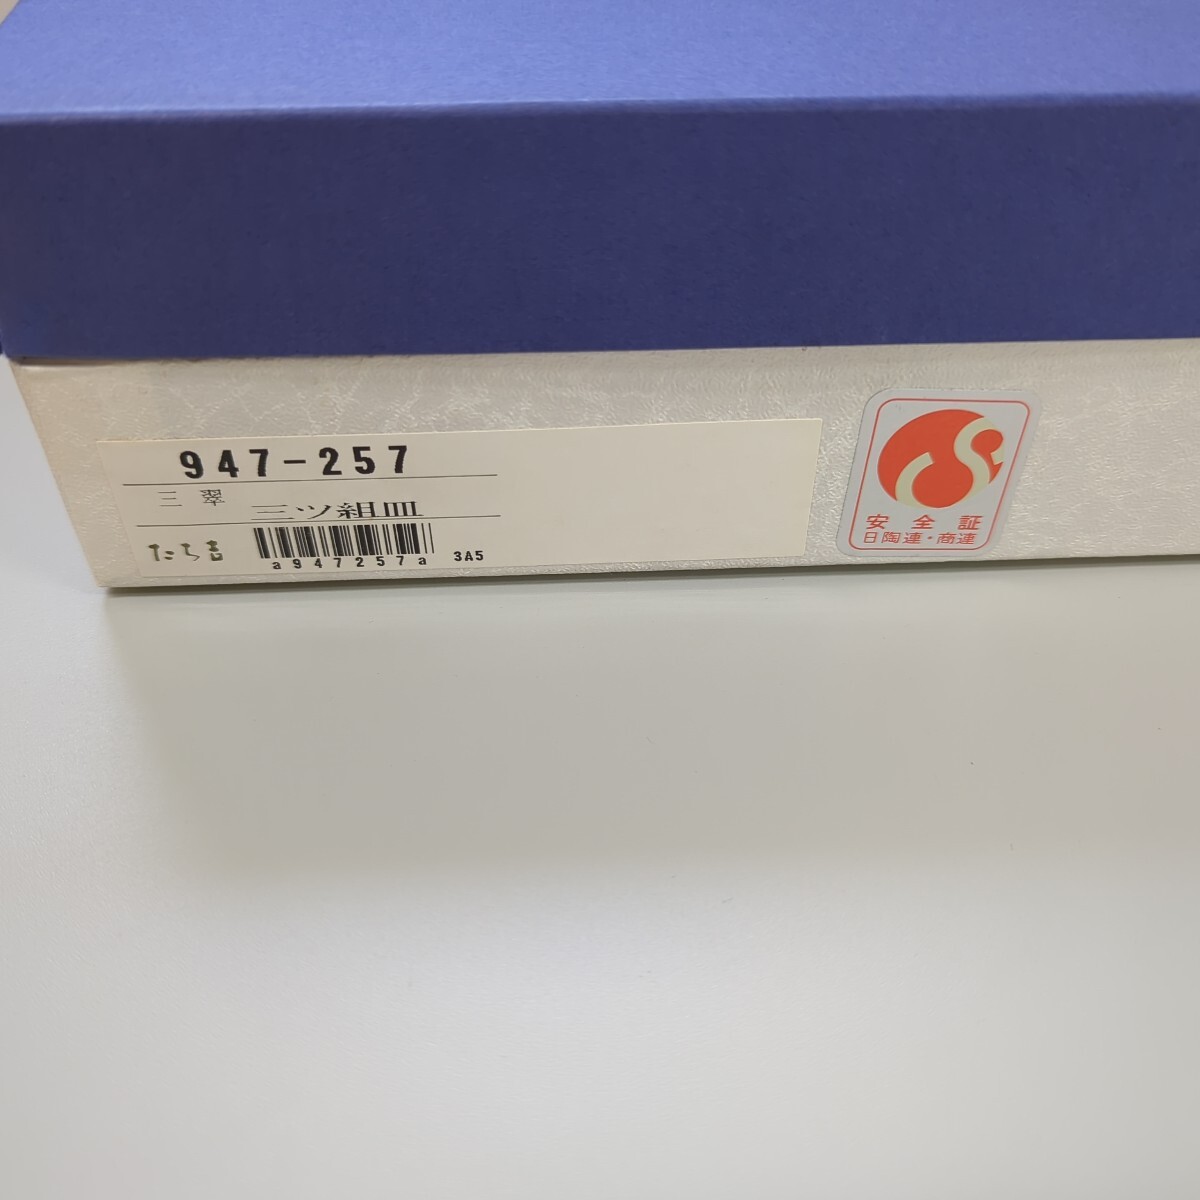 947-257
三 翠
三ツ組皿
たち吉
a947257a 3A5
安全証
日陶連・商連